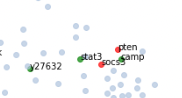 pten
stat3
camp
k
socs3
y27632